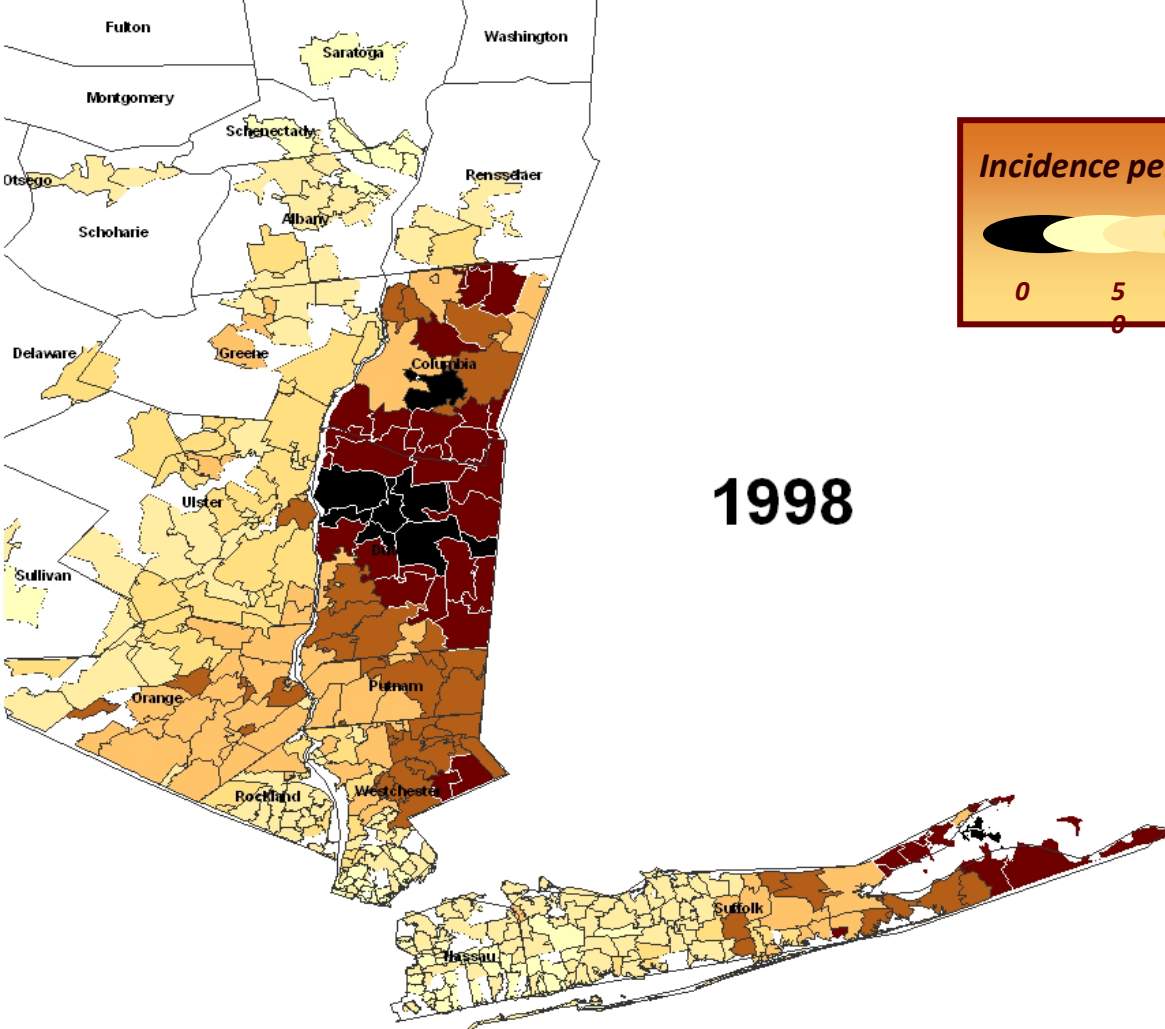 Fulton
Washington
Saratoga
Montgomery
Schenectady
Incidence pe
Otsego
Rensselaer
Albany
Schoharie
0 5
0
Delaware
Greene
Columbia
1998
Ulster
Sullivan
Putnam
Orange
Rockland
Westchester
Suffolk
Nassau